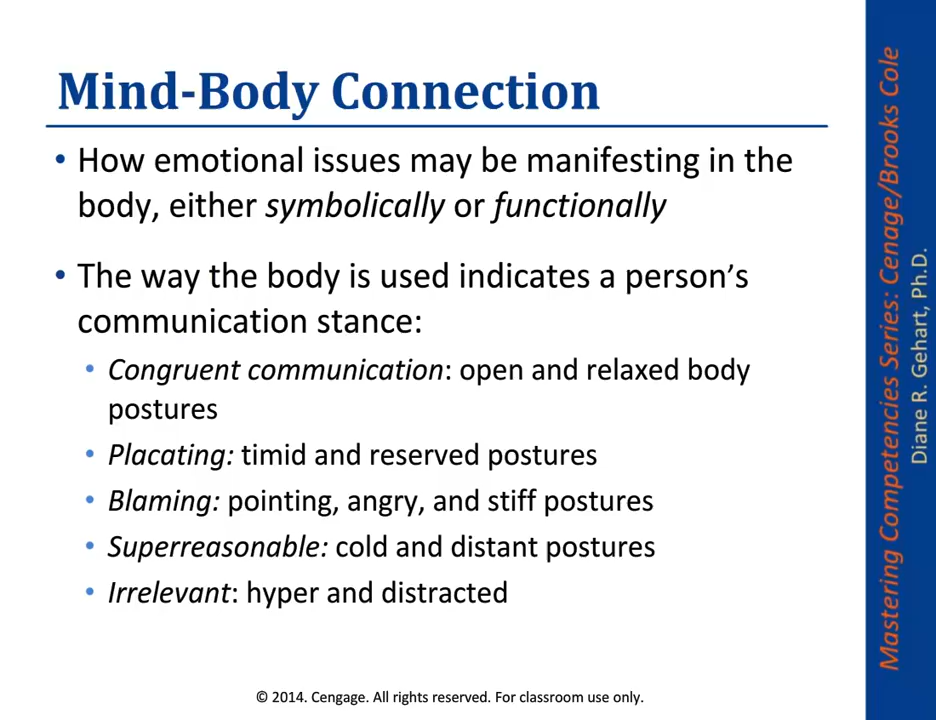 Mind-Body Connection
• How emotional issues may be manifesting in the
body, either symbolically or functionally
• The way the body is used indicates a person’s
communication stance:
• Congruent communication: open and relaxed body
postures
• Placating: timid and reserved postures
• Blaming: pointing, angry, and stiff postures
• Superreasonable: cold and distant postures
• Irrelevant: hyper and distracted
© 2014. Cengage. All rights reserved. For classroom use only.
Mastering Competencies Series: Cenage/Brooks Cole
Diane R. Gehart, Ph.D.